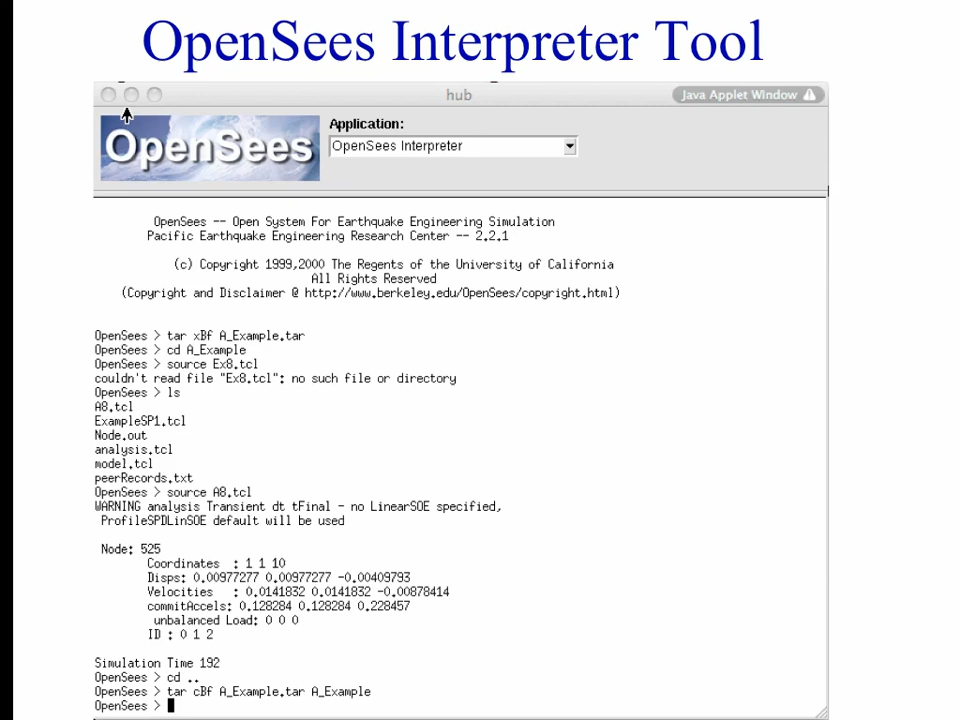 OpenSees Interpreter Tool
hub
Java Applet Window
OpenSees
Application:
OpenSees Interpreter
OpenSees -- Open System For Earthquake Engineering Simulation
Pacific Earthquake Engineering Research Center -- 2.2.1
(c) Copyright 1999,2000 The Regents of the University of California
All Rights Reserved
(Copyright and Disclaimer @ http://www.berkeley.edu/OpenSees/copyright.html)
OpenSees > tar xBf A_Example.tar
OpenSees > cd A_Example
OpenSees > source Ex8.tcl
couldn't read file "Ex8.tcl": no such file or directory
OpenSees > ls
A8.tcl
ExampleSP1.tcl
Node.out
analysis.tcl
model.tcl
peerRecords.txt
OpenSees > source A8.tcl
WARNING analysis Transient dt tFinal - no LinearSOE specified,
ProfileSPDLinSOE default will be used
Node: 525
Coordinates : 1 1 10
Disps: 0.00977277 0.00977277 -0.00409793
Velocities : 0.0141832 0.0141832 -0.00878414
commitAccels: 0.128284 0.128284 0.228457
unbalanced Load: 0 0 0
ID : 0 1 2
Simulation Time 192
OpenSees > cd ..
OpenSees > tar cBf A_Example.tar A_Example
OpenSees >